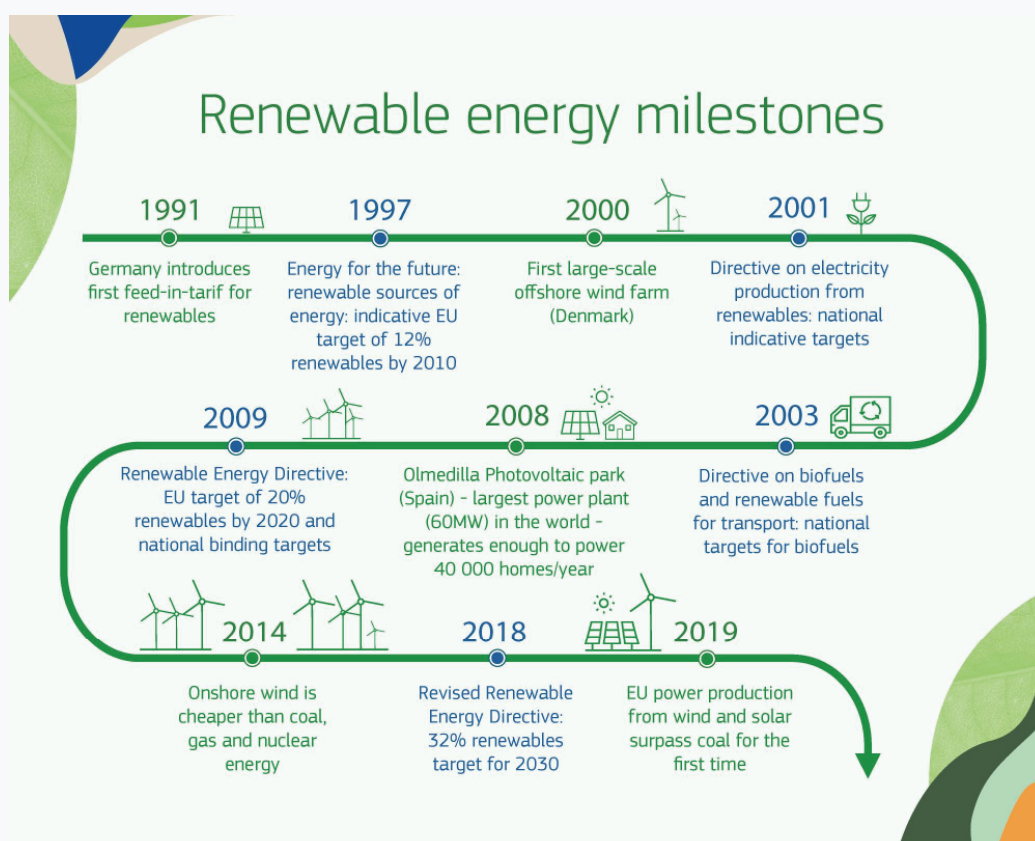 Renewable energy milestones
1991
Germany introduces
first feed-in-tarif for
renewables
1997
Energy for the future:
renewable sources of
energy: indicative EU
target of 12%
renewables by 2010
2000
First large-scale
offshore wind farm
(Denmark)
2001
Directive on electricity
production from
renewables: national
indicative targets
2003
Directive on biofuels
and renewable fuels
for transport: national
targets for biofuels
2008
Olmedilla Photovoltaic park
(Spain) - largest power plant
(60MW) in the world -
generates enough to power
40 000 homes/year
2009
Renewable Energy Directive:
EU target of 20%
renewables by 2020 and
national binding targets
2014
Onshore wind is
cheaper than coal,
gas and nuclear
energy
2018
Revised Renewable
Energy Directive:
32% renewables
target for 2030
2019
EU power production
from wind and solar
surpass coal for the
first time